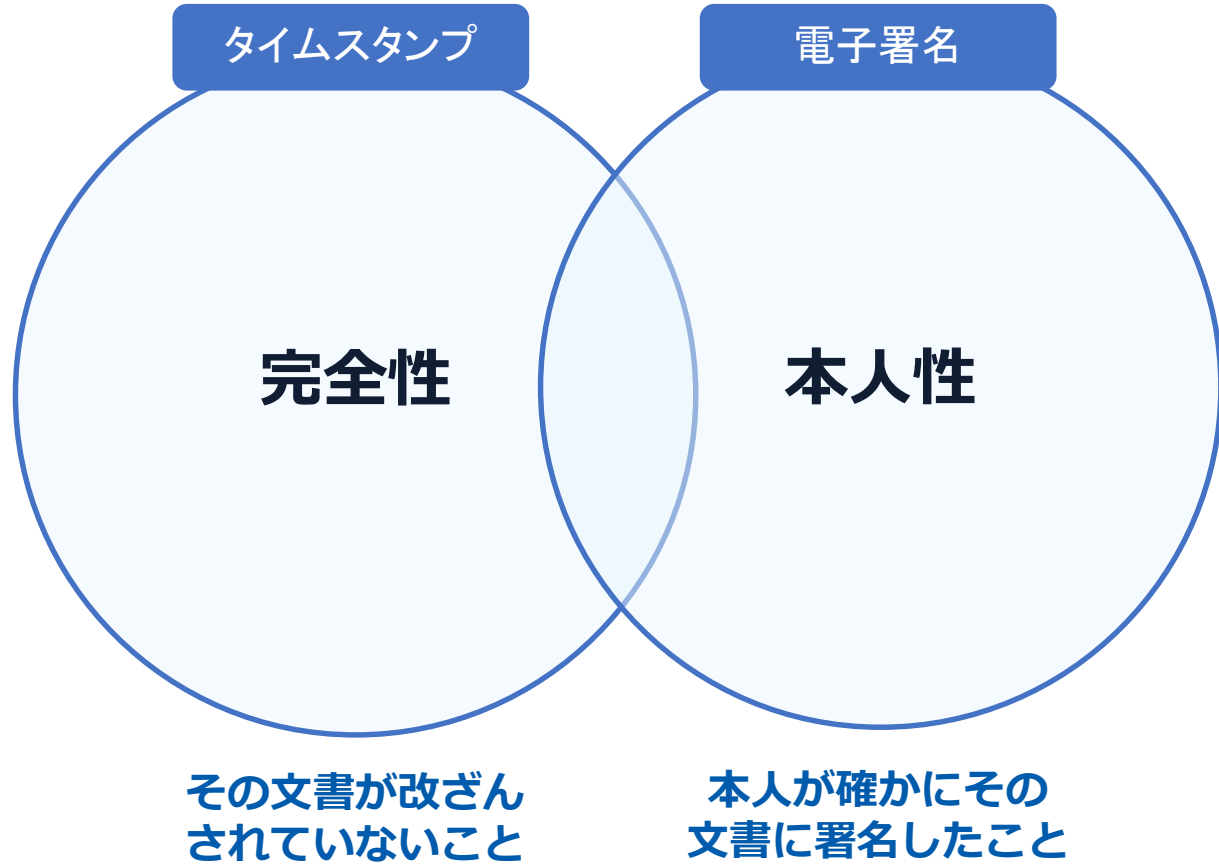 タイムスタンプ
電子署名
完全性
本人性
その文書が改ざん
されていないこと
本人が確かにその
文書に署名したこと